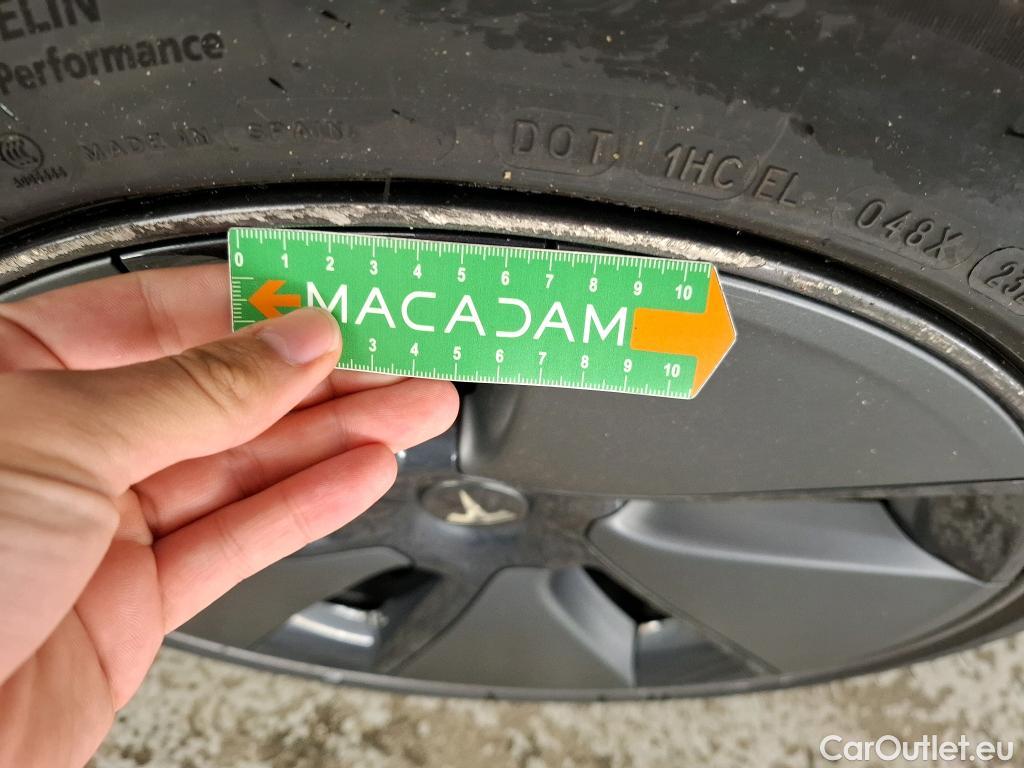 ELIN
Performance
MADE IN SPAIN
DOT 1HC EL 048X
0 1 2 3 4 5 6 7 8 9 10
MACADAM
3 4 5 6 7 8 9 10
CarOutlet.eu